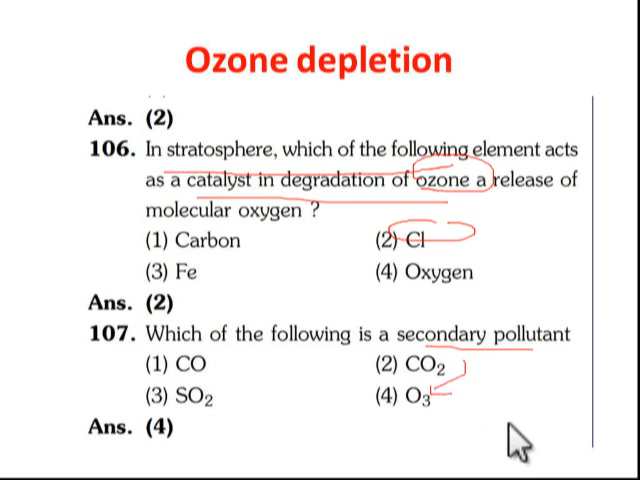 Ozone depletion
Ans. (2)
106. In stratosphere, which of the following element acts
as a catalyst in degradation of ozone a release of
molecular oxygen ?
(1) Carbon (2) Cl
(3) Fe (4) Oxygen
Ans. (2)
107. Which of the following is a secondary pollutant
(1) CO (2) CO₂
(3) SO₂ (4) O₃
Ans. (4)